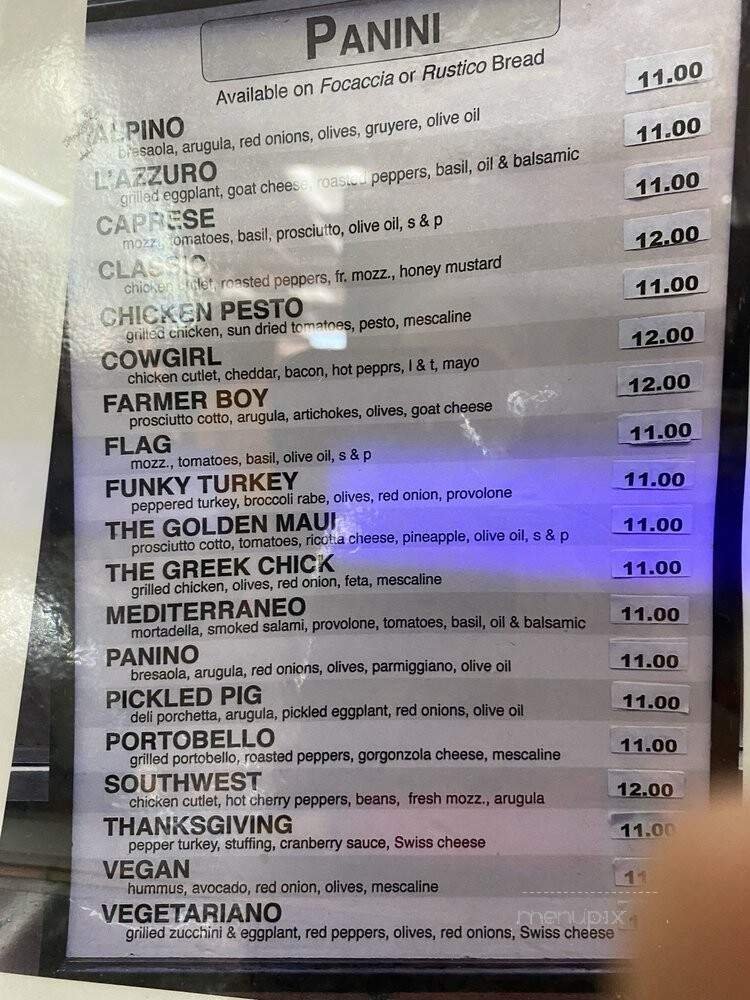 PANINI
Available on Focaccia or Rustico Bread
ALPINO 11.00
bresaola, arugula, red onions, olives, gruyere, olive oil
L'AZZURO 11.00
grilled eggplant, goat cheese, roasted peppers, basil, oil & balsamic
CAPRESE 11.00
mozz., tomatoes, basil, prosciutto, olive oil, s & p
CLASSIC 12.00
chicken cutlet, roasted peppers, fr. mozz., honey mustard
CHICKEN PESTO 11.00
grilled chicken, sun dried tomatoes, pesto, mescaline
COWGIRL 12.00
chicken cutlet, cheddar, bacon, hot pepprs, l & t, mayo
FARMER BOY 12.00
prosciutto cotto, arugula, artichokes, olives, goat cheese
FLAG 11.00
mozz., tomatoes, basil, olive oil, s & p
FUNKY TURKEY 11.00
peppered turkey, broccoli rabe, olives, red onion, provolone
THE GOLDEN MAUI 11.00
prosciutto cotto, tomatoes, ricotta cheese, pineapple, olive oil, s & p
THE GREEK CHICK 11.00
grilled chicken, olives, red onion, feta, mescaline
MEDITERRANEO 11.00
mortadella, smoked salami, provolone, tomatoes, basil, oil & balsamic
PANINO 11.00
bresaola, arugula, red onions, olives, parmiggiano, olive oil
PICKLED PIG 11.00
deli porchetta, arugula, pickled eggplant, red onions, olive oil
PORTOBELLO 11.00
grilled portobello, roasted peppers, gorgonzola cheese, mescaline
SOUTHWEST 12.00
chicken cutlet, hot cherry peppers, beans, fresh mozz., arugula
THANKSGIVING 11.00
pepper turkey, stuffing, cranberry sauce, Swiss cheese
VEGAN 11
hummus, avocado, red onion, olives, mescaline
VEGETARIANO
grilled zucchini & eggplant, red peppers, olives, red onions, Swiss cheese
menupix